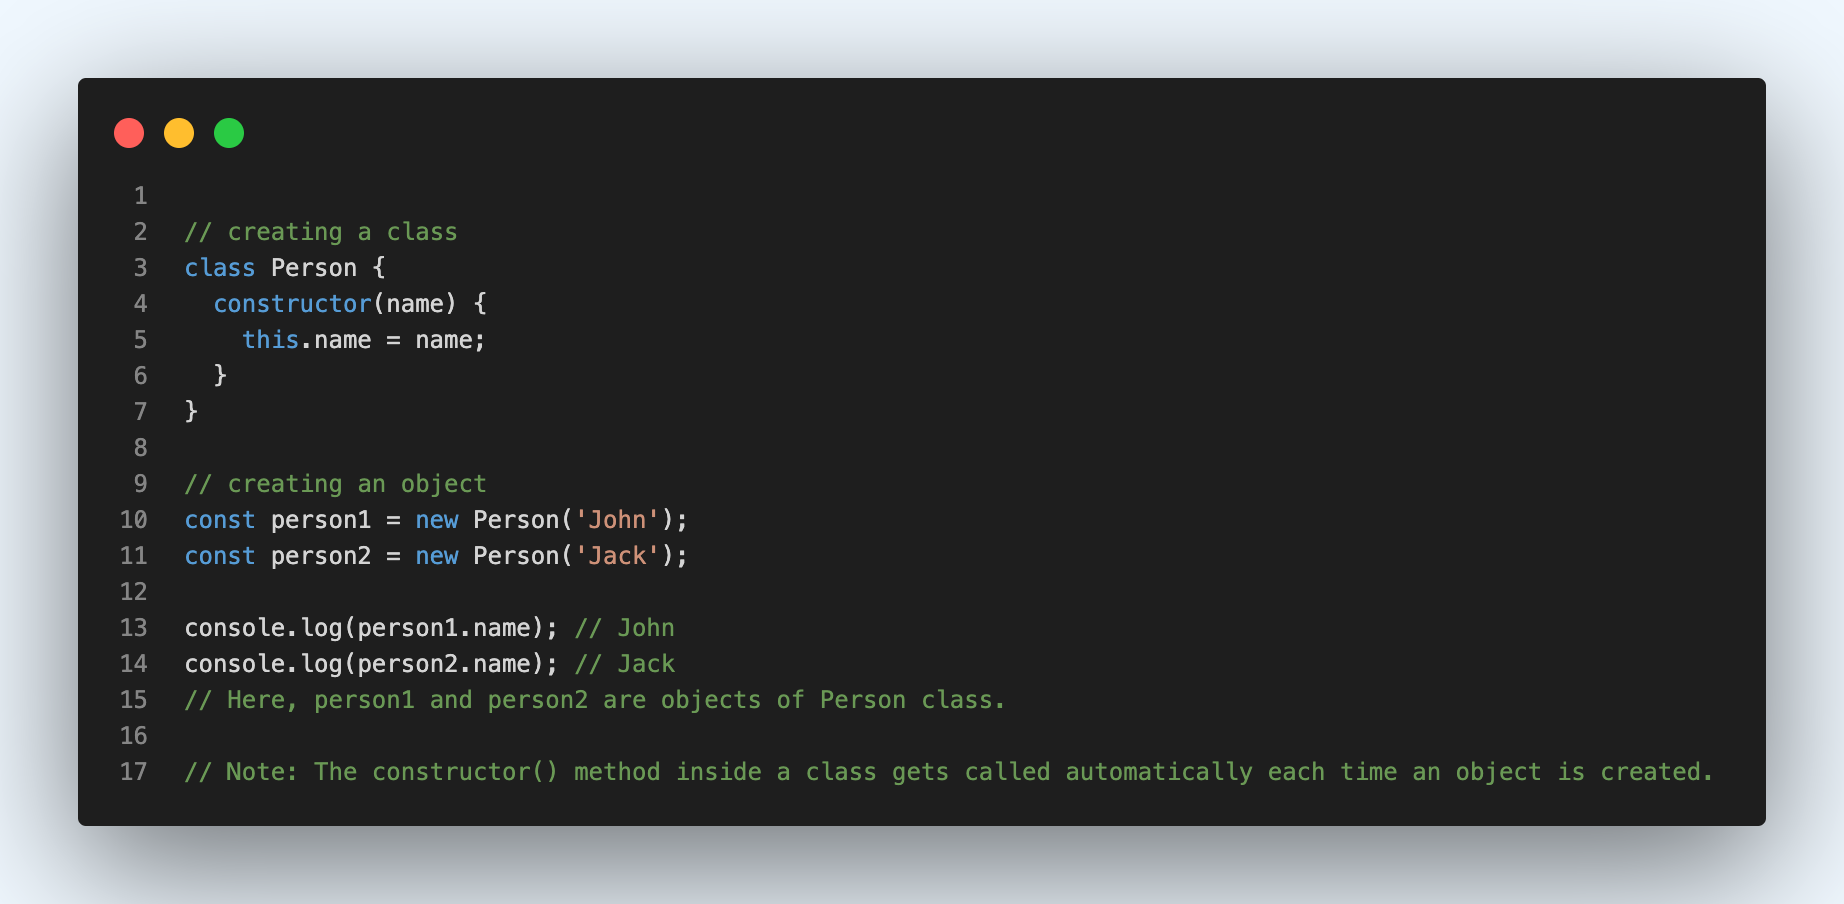 1
2 // creating a class
3 class Person {
4   constructor(name) {
5     this.name = name;
6   }
7 }
8
9 // creating an object
10 const person1 = new Person('John');
11 const person2 = new Person('Jack');
12
13 console.log(person1.name); // John
14 console.log(person2.name); // Jack
15 // Here, person1 and person2 are objects of Person class.
16
17 // Note: The constructor() method inside a class gets called automatically each time an object is created.